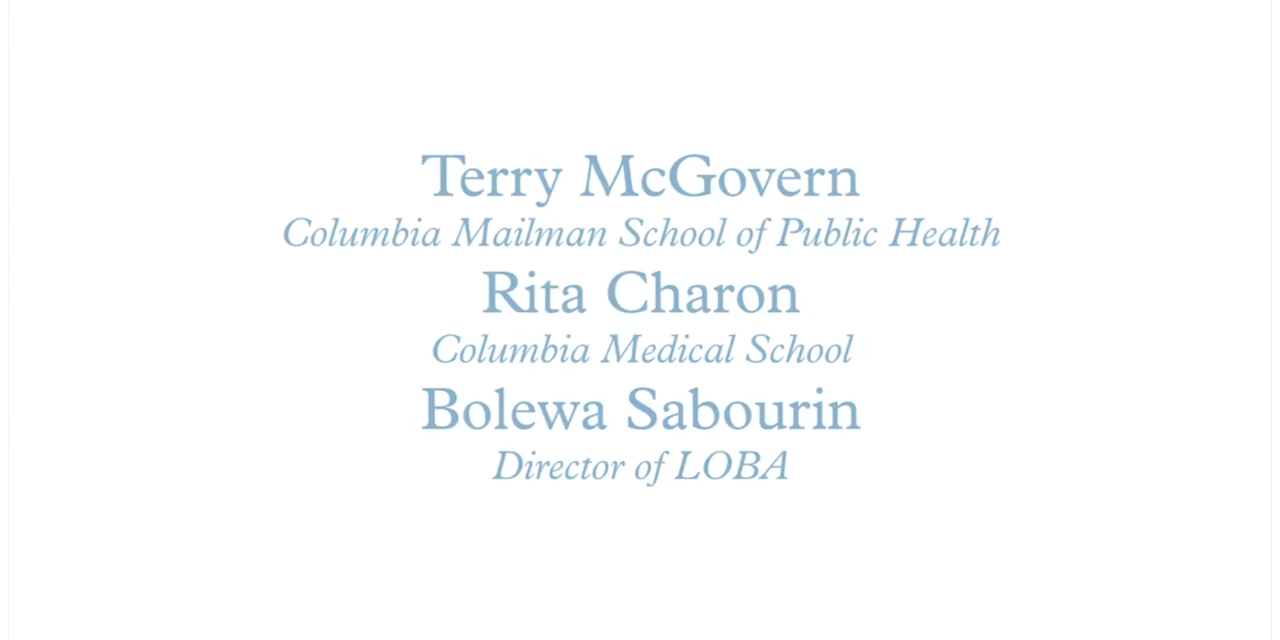 Terry McGovern
Columbia Mailman School of Public Health
Rita Charon
Columbia Medical School
Bolewa Sabourin
Director of LOBA